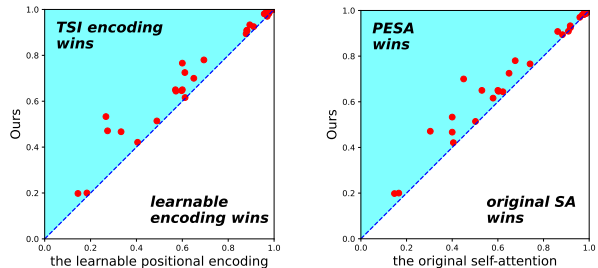 TSI encoding
wins
learnable
encoding wins
Ours
1.0
0.8
0.6
0.4
0.2
0.0
0.0 0.2 0.4 0.6 0.8 1.0
the learnable positional encoding
PESA
wins
original SA
wins
Ours
1.0
0.8
0.6
0.4
0.2
0.0
0.0 0.2 0.4 0.6 0.8 1.0
the original self-attention